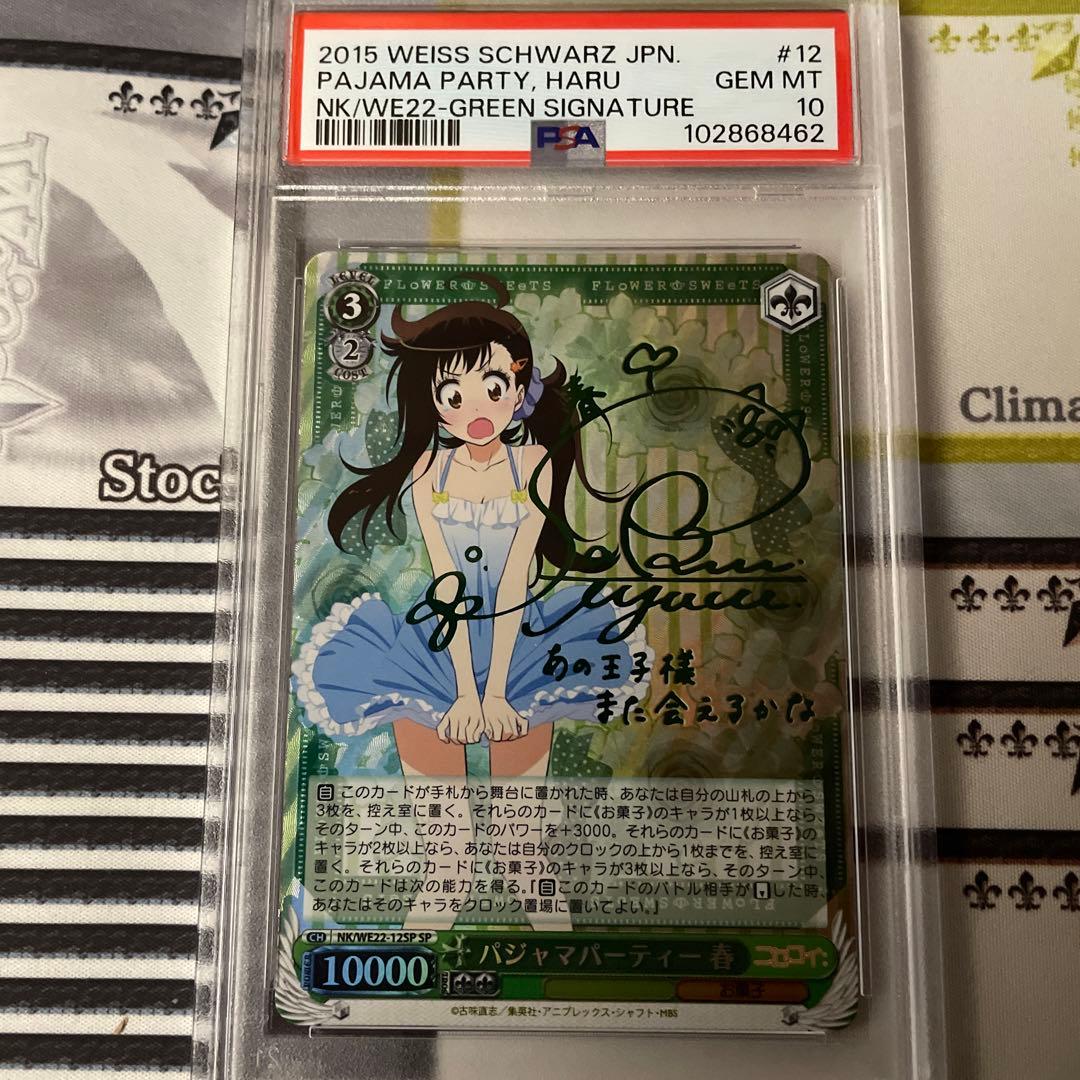 2015 WEISS SCHWARZ JPN. #12
PAJAMA PARTY, HARU GEM MT
NK/WE22-GREEN SIGNATURE 10
PSA 102868462
Stoc
Clima
LEVEL
3
2
COST
FLoWER SWEeTS FLoWER SWEeTS
あの王子様
また会えるかな
自 このカードが手札から舞台に置かれた時、あなたは自分の山札の上から
3枚を、控え室に置く。それらのカードに《お菓子》のキャラが1枚以上なら、
そのターン中、このカードのパワーを+3000。それらのカードに《お菓子》の
キャラが2枚以上なら、あなたは自分のクロックの上から1枚までを、控え室
に置く。それらのカードに《お菓子》のキャラが3枚以上なら、そのターン中、
このカードは次の能力を得る。『自 このカードのバトル相手が した時、
あなたはそのキャラをクロック置場に置いてよい。』
CH NK/WE22-12SP SP
パジャマパーティー 春 ニセコイ:
POWER 10000
お菓子
©古味直志/集英社・アニプレックス・シャフト・MBS